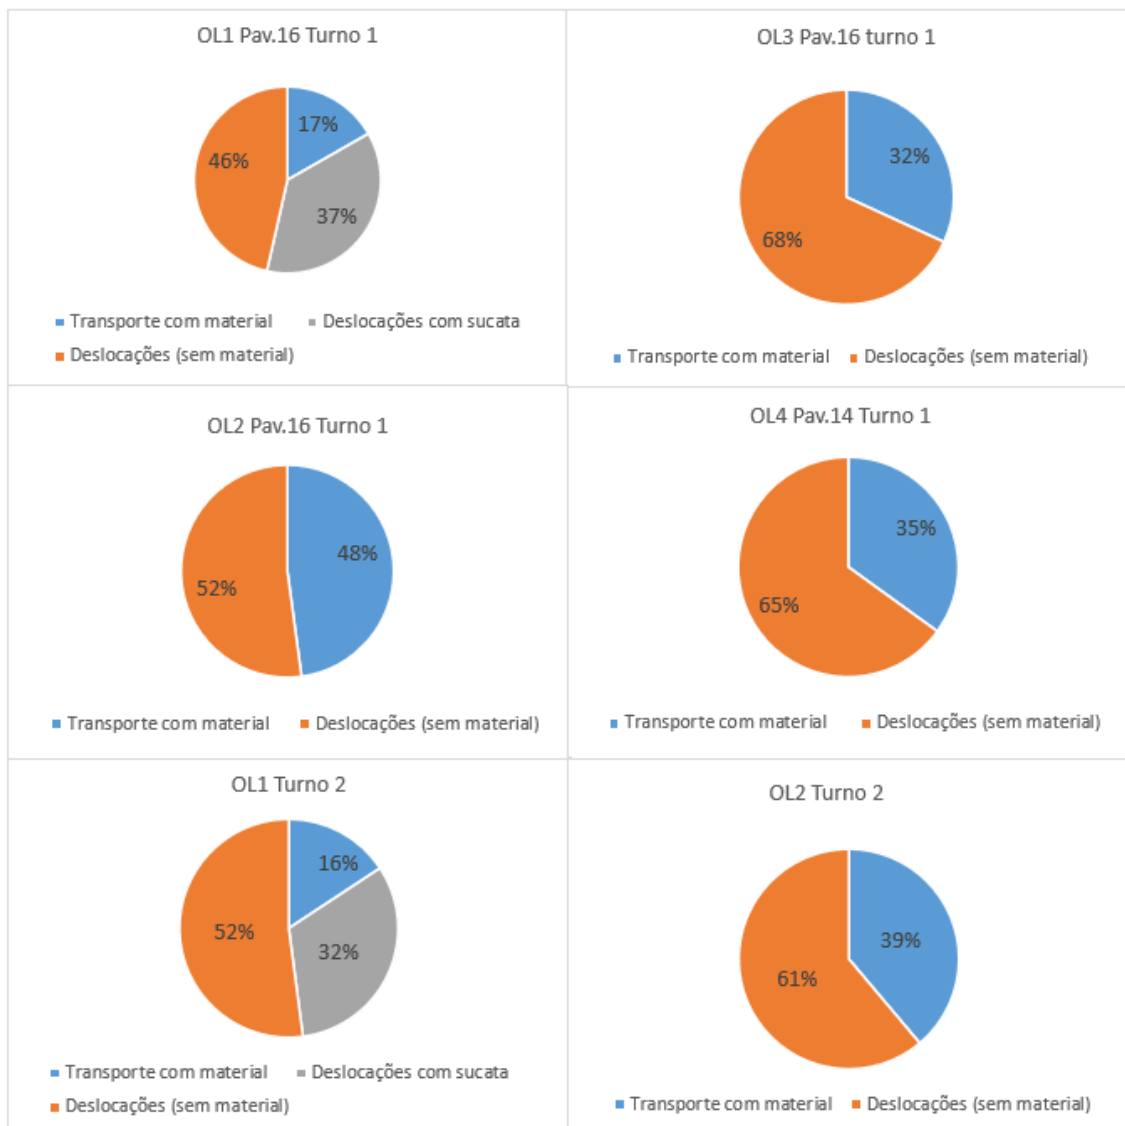 OL1 Pav.16 Turno 1
17%
46%
37%
Transporte com material
Deslocações com sucata
Deslocações (sem material)
OL3 Pav.16 turno 1
32%
68%
Transporte com material
Deslocações (sem material)
OL2 Pav.16 Turno 1
48%
52%
Transporte com material
Deslocações (sem material)
OL4 Pav.14 Turno 1
35%
65%
Transporte com material
Deslocações (sem material)
OL1 Turno 2
16%
52%
32%
Transporte com material
Deslocações com sucata
Deslocações (sem material)
OL2 Turno 2
39%
61%
Transporte com material
Deslocações (sem material)